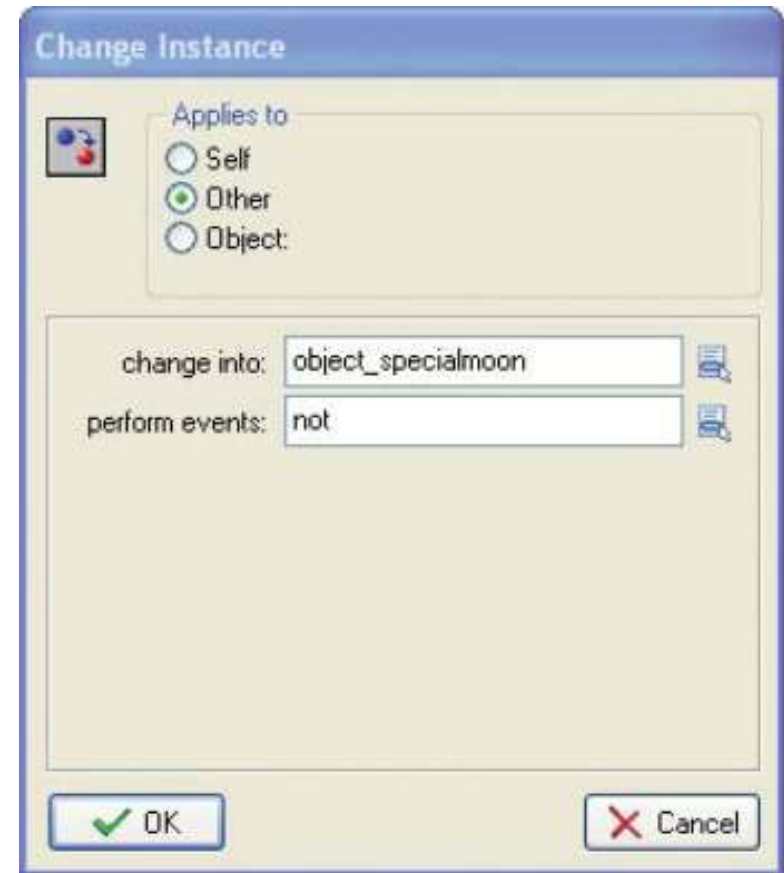 Change Instance
Applies to
Self
Other
Object:
change into: object_specialmoon
perform events: not
OK Cancel